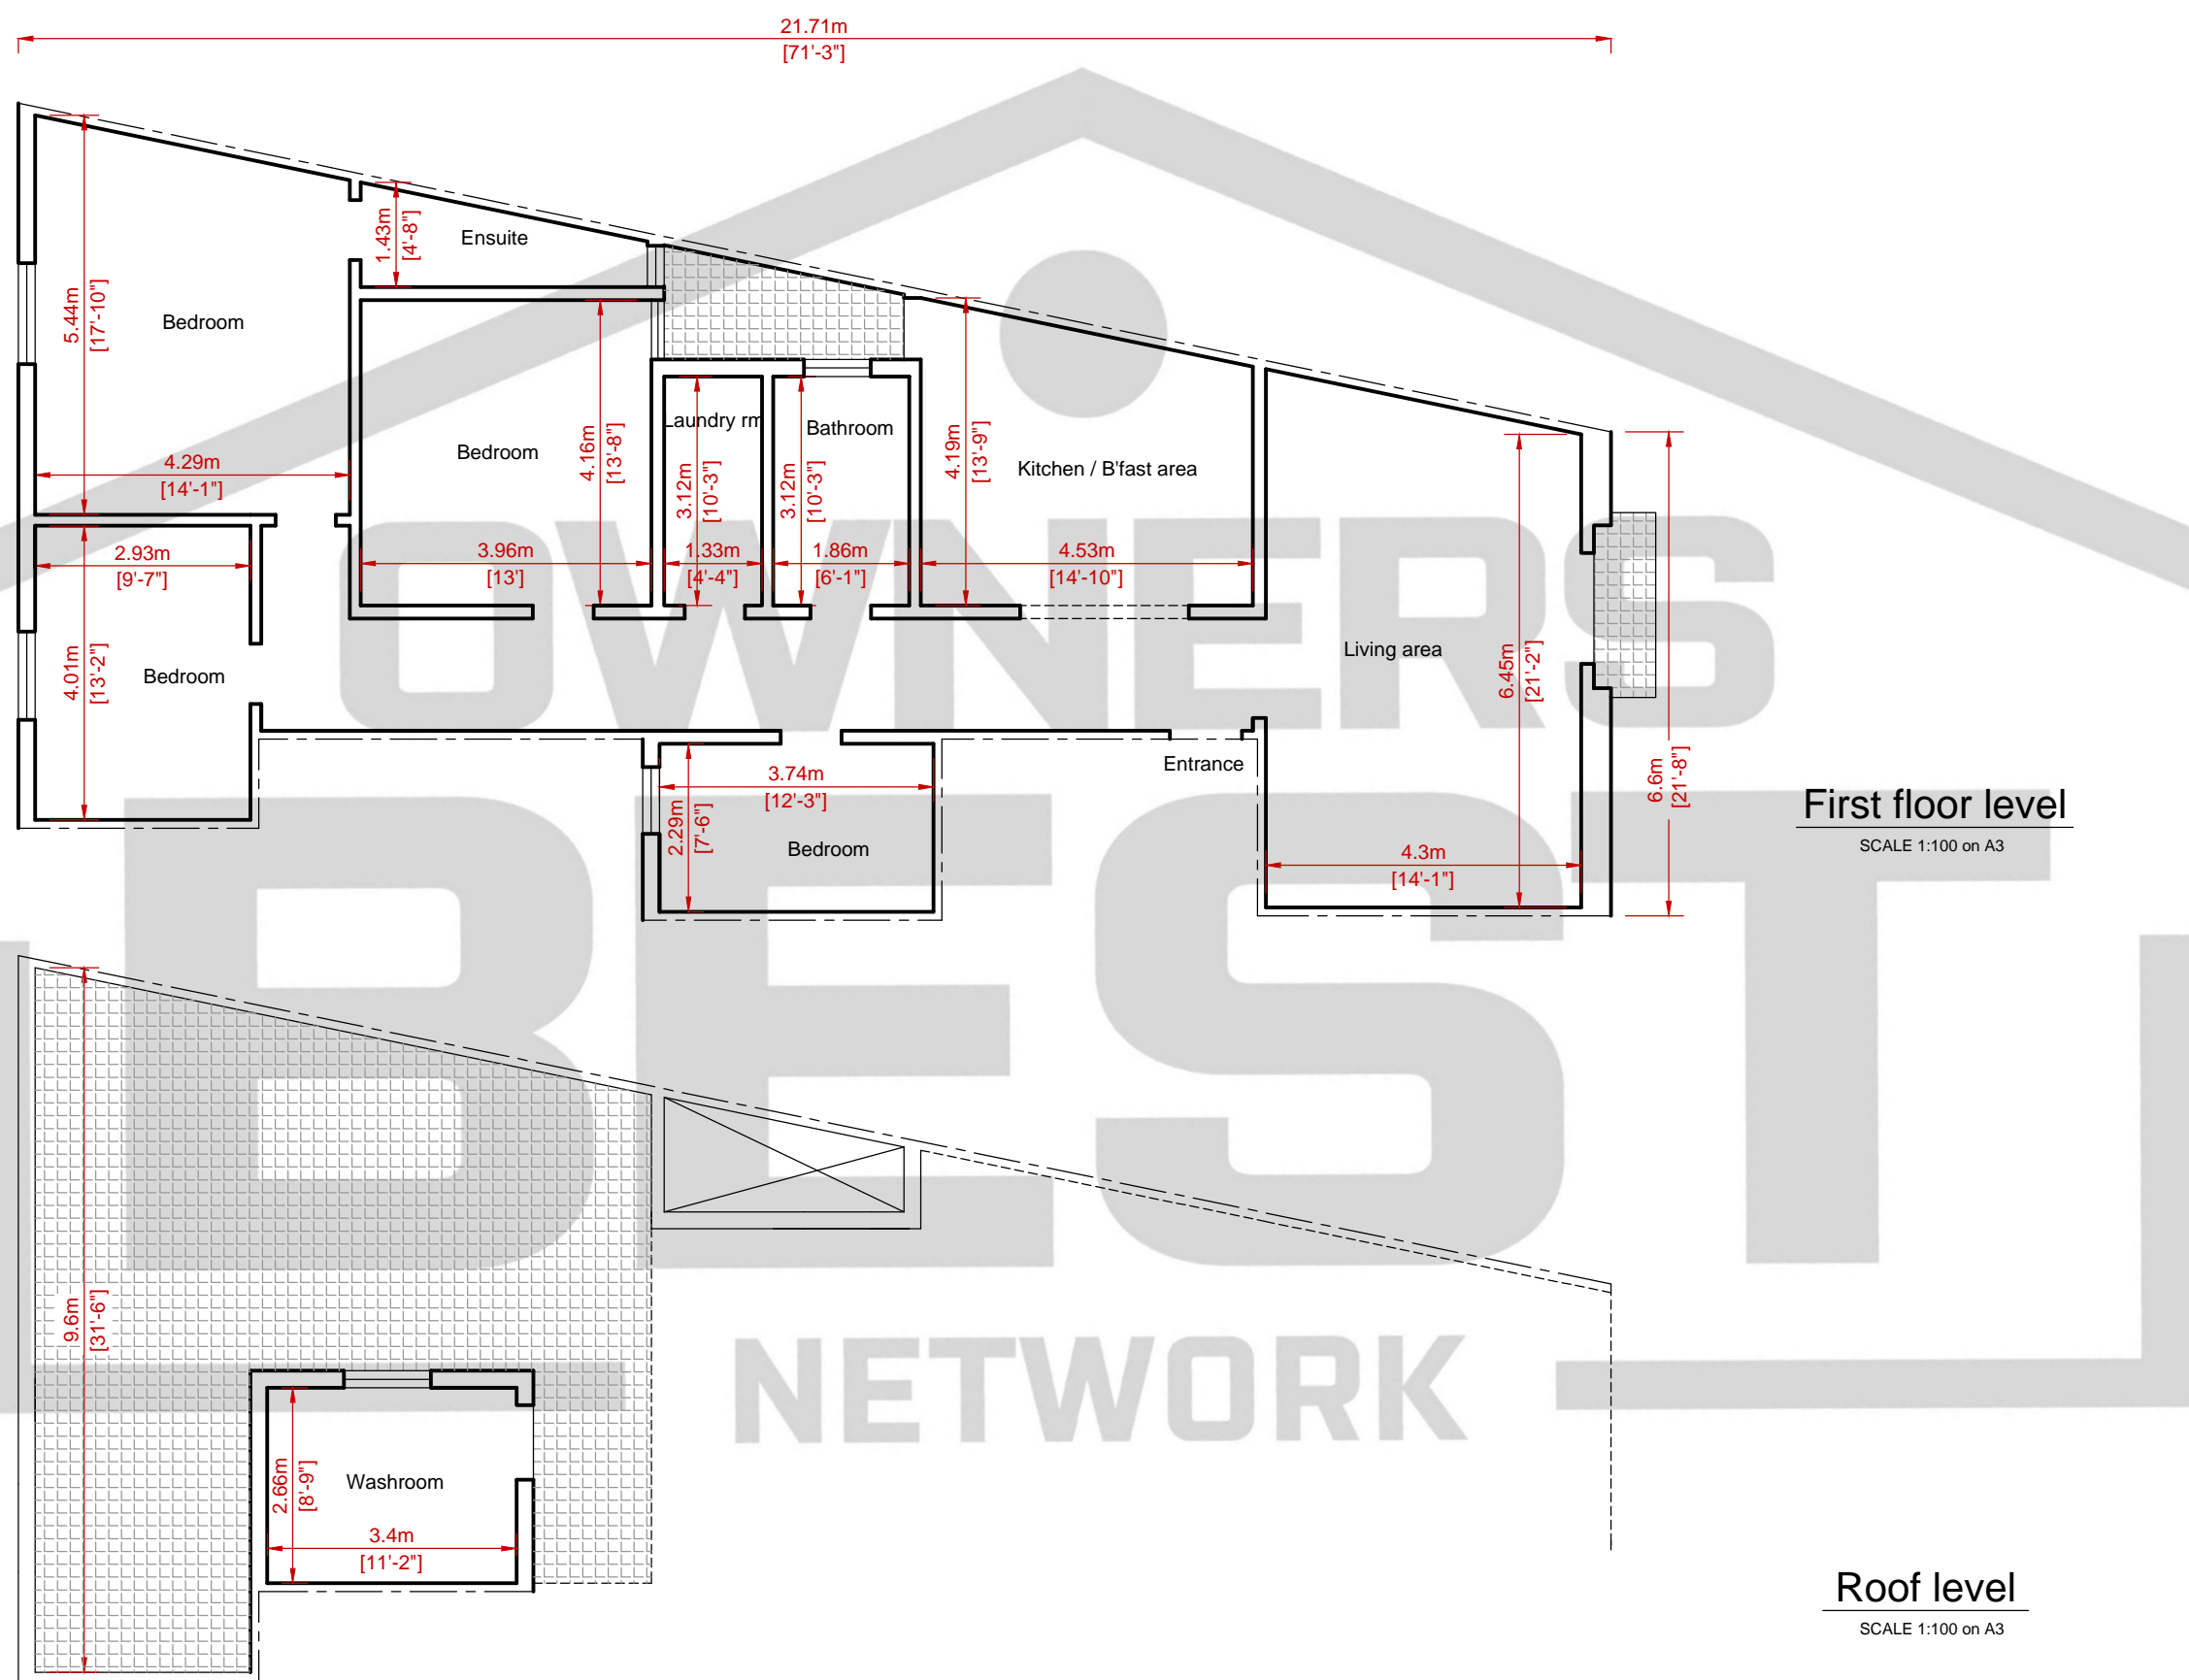 21.71m
[71'-3"]
1.43m
[4'-8"]
Ensuite
5.44m
[17'-10"]
Bedroom
4.29m
[14'-1"]
Bedroom
4.16m
[13'-8"]
Laundry rm
3.12m
[10'-3"]
Bathroom
3.12m
[10'-3"]
4.19m
[13'-9"]
Kitchen / B'fast area
2.93m
[9'-7"]
3.96m
[13']
1.33m
[4'-4"]
1.86m
[6'-1"]
4.53m
[14'-10"]
4.01m
[13'-2"]
Bedroom
Living area
6.45m
[21'-2"]
6.6m
[21'-8"]
Entrance
3.74m
[12'-3"]
2.29m
[7'-6"]
Bedroom
4.3m
[14'-1"]
First floor level
SCALE 1:100 on A3
OWNERS
BEST
NETWORK
9.6m
[31'-6"]
2.66m
[8'-9"]
Washroom
3.4m
[11'-2"]
Roof level
SCALE 1:100 on A3